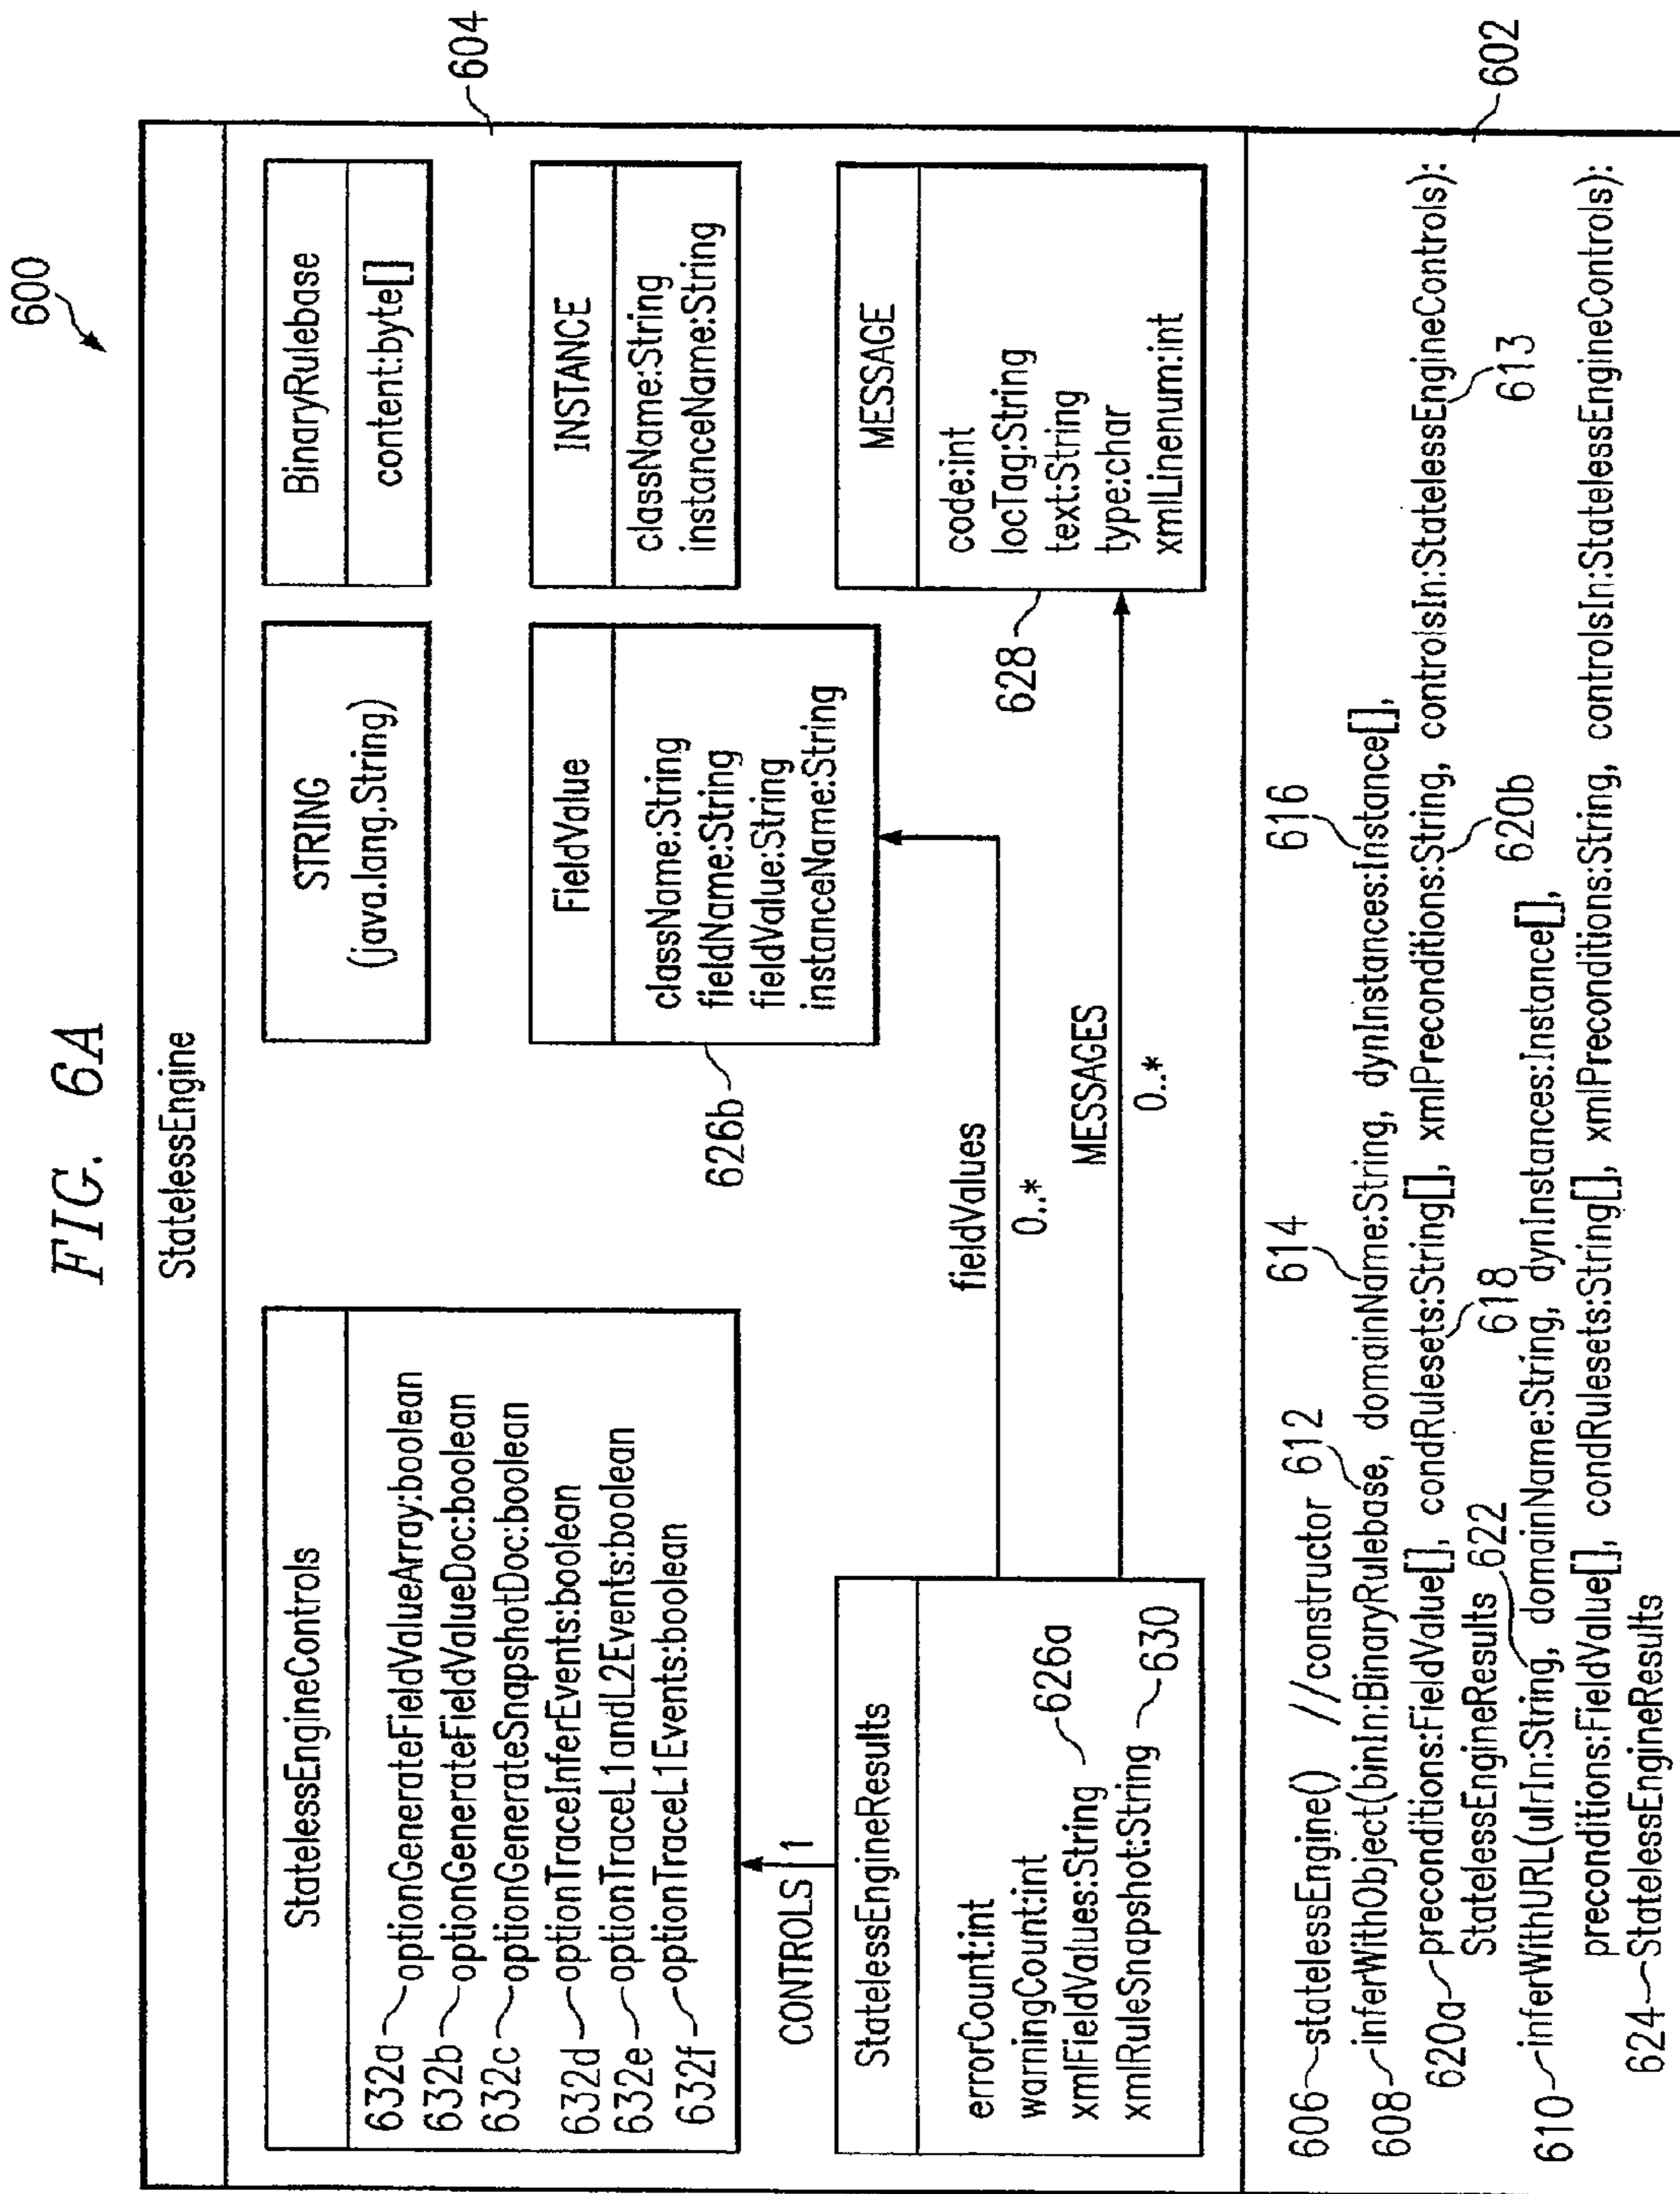 FIG. 6A
600
StatelessEngine
604
StatelessEngineControls
632a optionGenerateFieldValueArray:boolean
632b optionGenerateFieldValueDoc:boolean
632c optionGenerateSnapshotDoc:boolean
632d optionTraceInferEvents:boolean
632e optionTraceL1andL2Events:boolean
632f optionTraceL1Events:boolean
STRING
(java.lang.String)
BinaryRulebase
content:byte[]
FieldValue
className:String
fieldName:String
fieldValue:String
instanceName:String
626b
INSTANCE
className:String
instanceName:String
CONTROLS 1
fieldValues
0..*
StatelessEngineResults
errorCount:int
warningCount:int
xmlFieldValues:String 626a
xmlRuleSnapshot:String 630
MESSAGES
0..*
628
MESSAGE
code:int
locTag:String
text:String
type:char
xmlLinenum:int
602
606 statelessEngine() //constructor 612 614 616
608 inferWithObject(binIn:BinaryRulebase, domainName:String, dynInstances:Instance[],
620a preconditions:FieldValue[], condRulesets:String[], xmlPreconditions:String, controlsIn:StatelessEngineControls):
StatelessEngineResults 622 618 620b 613
610 inferWithURL(ulrIn:String, domainName:String, dynInstances:Instance[],
preconditions:FieldValue[], condRulesets:String[], xmlPreconditions:String, controlsIn:StatelessEngineControls):
624 StatelessEngineResults